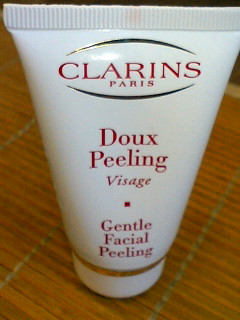 CLARINS
PARIS
Doux
Peeling
Visage
Gentle
Facial
Peeling